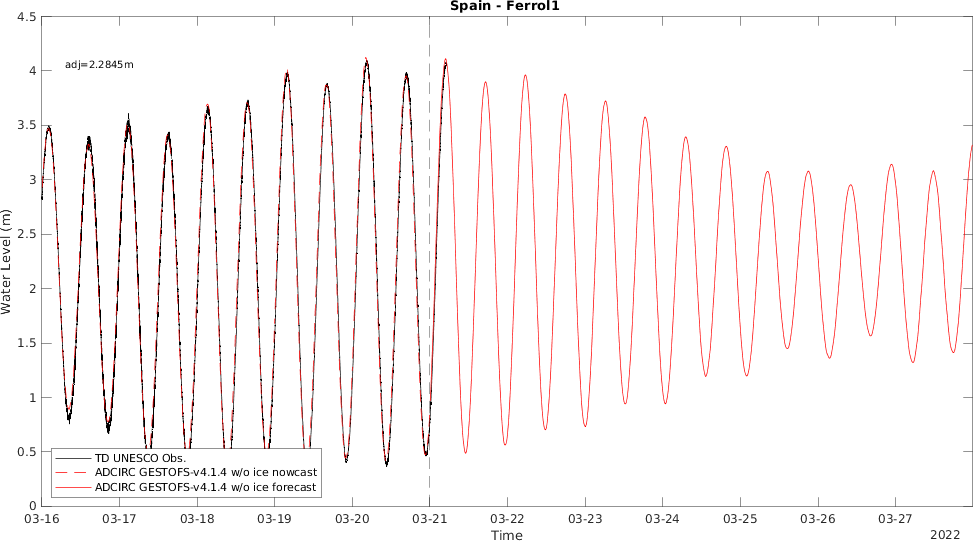 Spain - Ferrol1
4.5
4
3.5
3
2.5
2
1.5
1
0.5
0
Water Level (m)
adj=2.2845m
TD UNESCO Obs.
ADCIRC GESTOFS-v4.1.4 w/o ice nowcast
ADCIRC GESTOFS-v4.1.4 w/o ice forecast
03-16 03-17 03-18 03-19 03-20 03-21 03-22 03-23 03-24 03-25 03-26 03-27
Time
2022